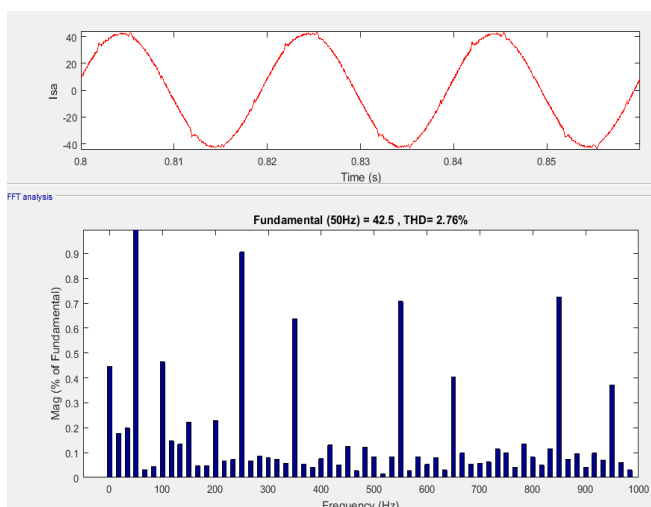 40
20
0
-20
-40
Isa
0.8 0.81 0.82 0.83 0.84 0.85
Time (s)
FFT analysis
Fundamental (50Hz) = 42.5 , THD= 2.76%
0.9
0.8
0.7
0.6
0.5
0.4
0.3
0.2
0.1
0
Mag (% of Fundamental)
0 100 200 300 400 500 600 700 800 900 1000
Frequency (Hz)